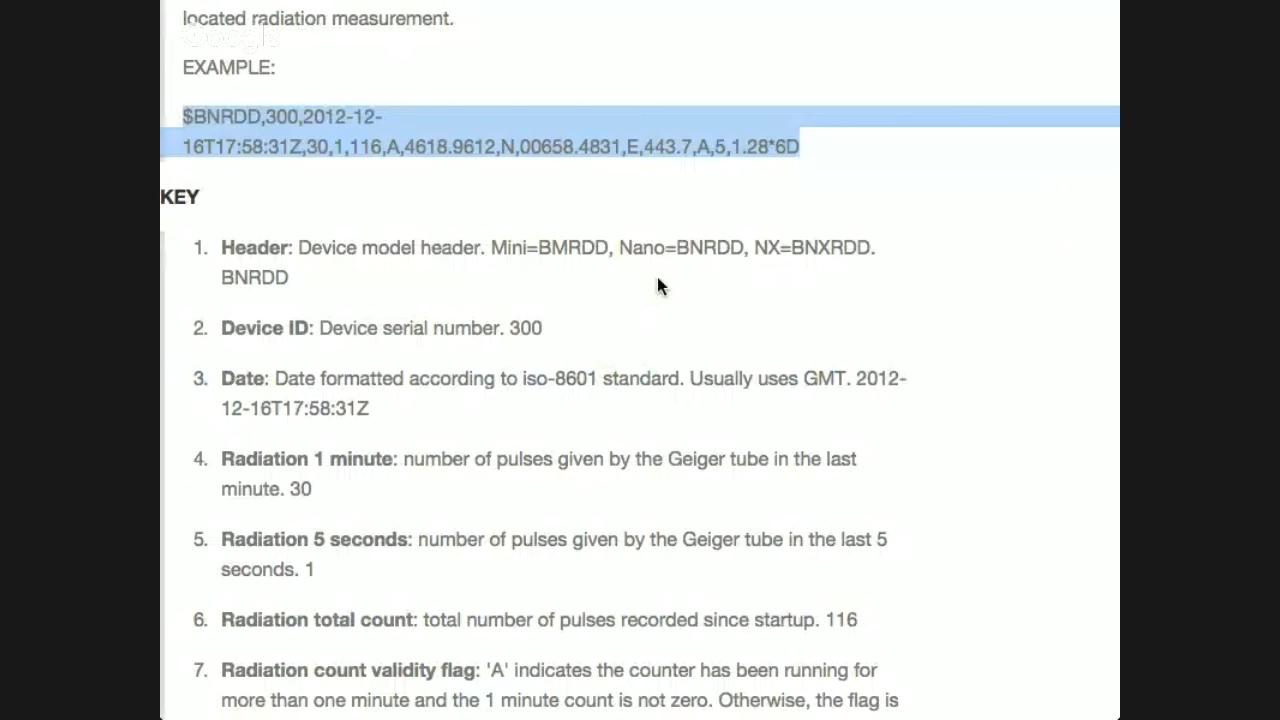 located radiation measurement.
Google
EXAMPLE:
$BNRDD,300,2012-12-
16T17:58:31Z,30,1,116,A,4618.9612,N,00658.4831,E,443.7,A,5,1.28*6D
KEY
1. Header: Device model header. Mini=BMRDD, Nano=BNRDD, NX=BNXRDD.
BNRDD
2. Device ID: Device serial number. 300
3. Date: Date formatted according to iso-8601 standard. Usually uses GMT. 2012-
12-16T17:58:31Z
4. Radiation 1 minute: number of pulses given by the Geiger tube in the last
minute. 30
5. Radiation 5 seconds: number of pulses given by the Geiger tube in the last 5
seconds. 1
6. Radiation total count: total number of pulses recorded since startup. 116
7. Radiation count validity flag: 'A' indicates the counter has been running for
more than one minute and the 1 minute count is not zero. Otherwise, the flag is